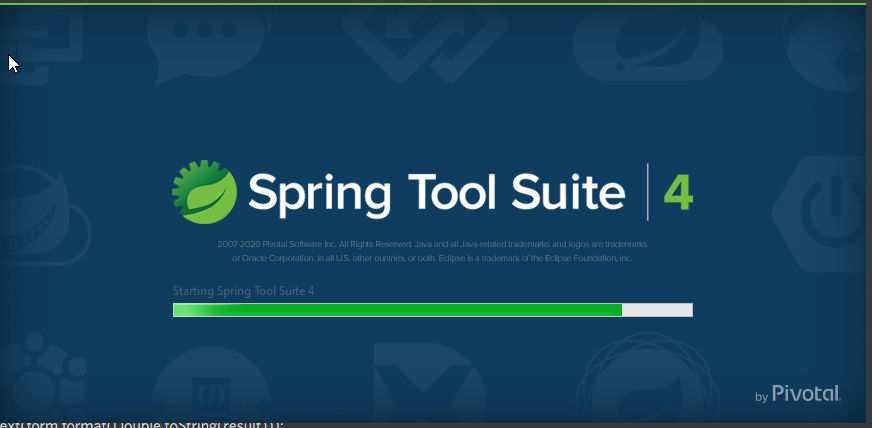 Spring Tool Suite 4
2007-2020 Pivotal Software Inc. All Rights Reserved. Java and all Java-related trademarks and logos are trademarks
or Oracle Corporation. In all U.S. other ountries, or both. Eclipse is a trademark of the Eclipse Foundation, Inc.
Starting Spring Tool Suite 4
by Pivotal.
ext( form.format( Double.toString( result ) ) );